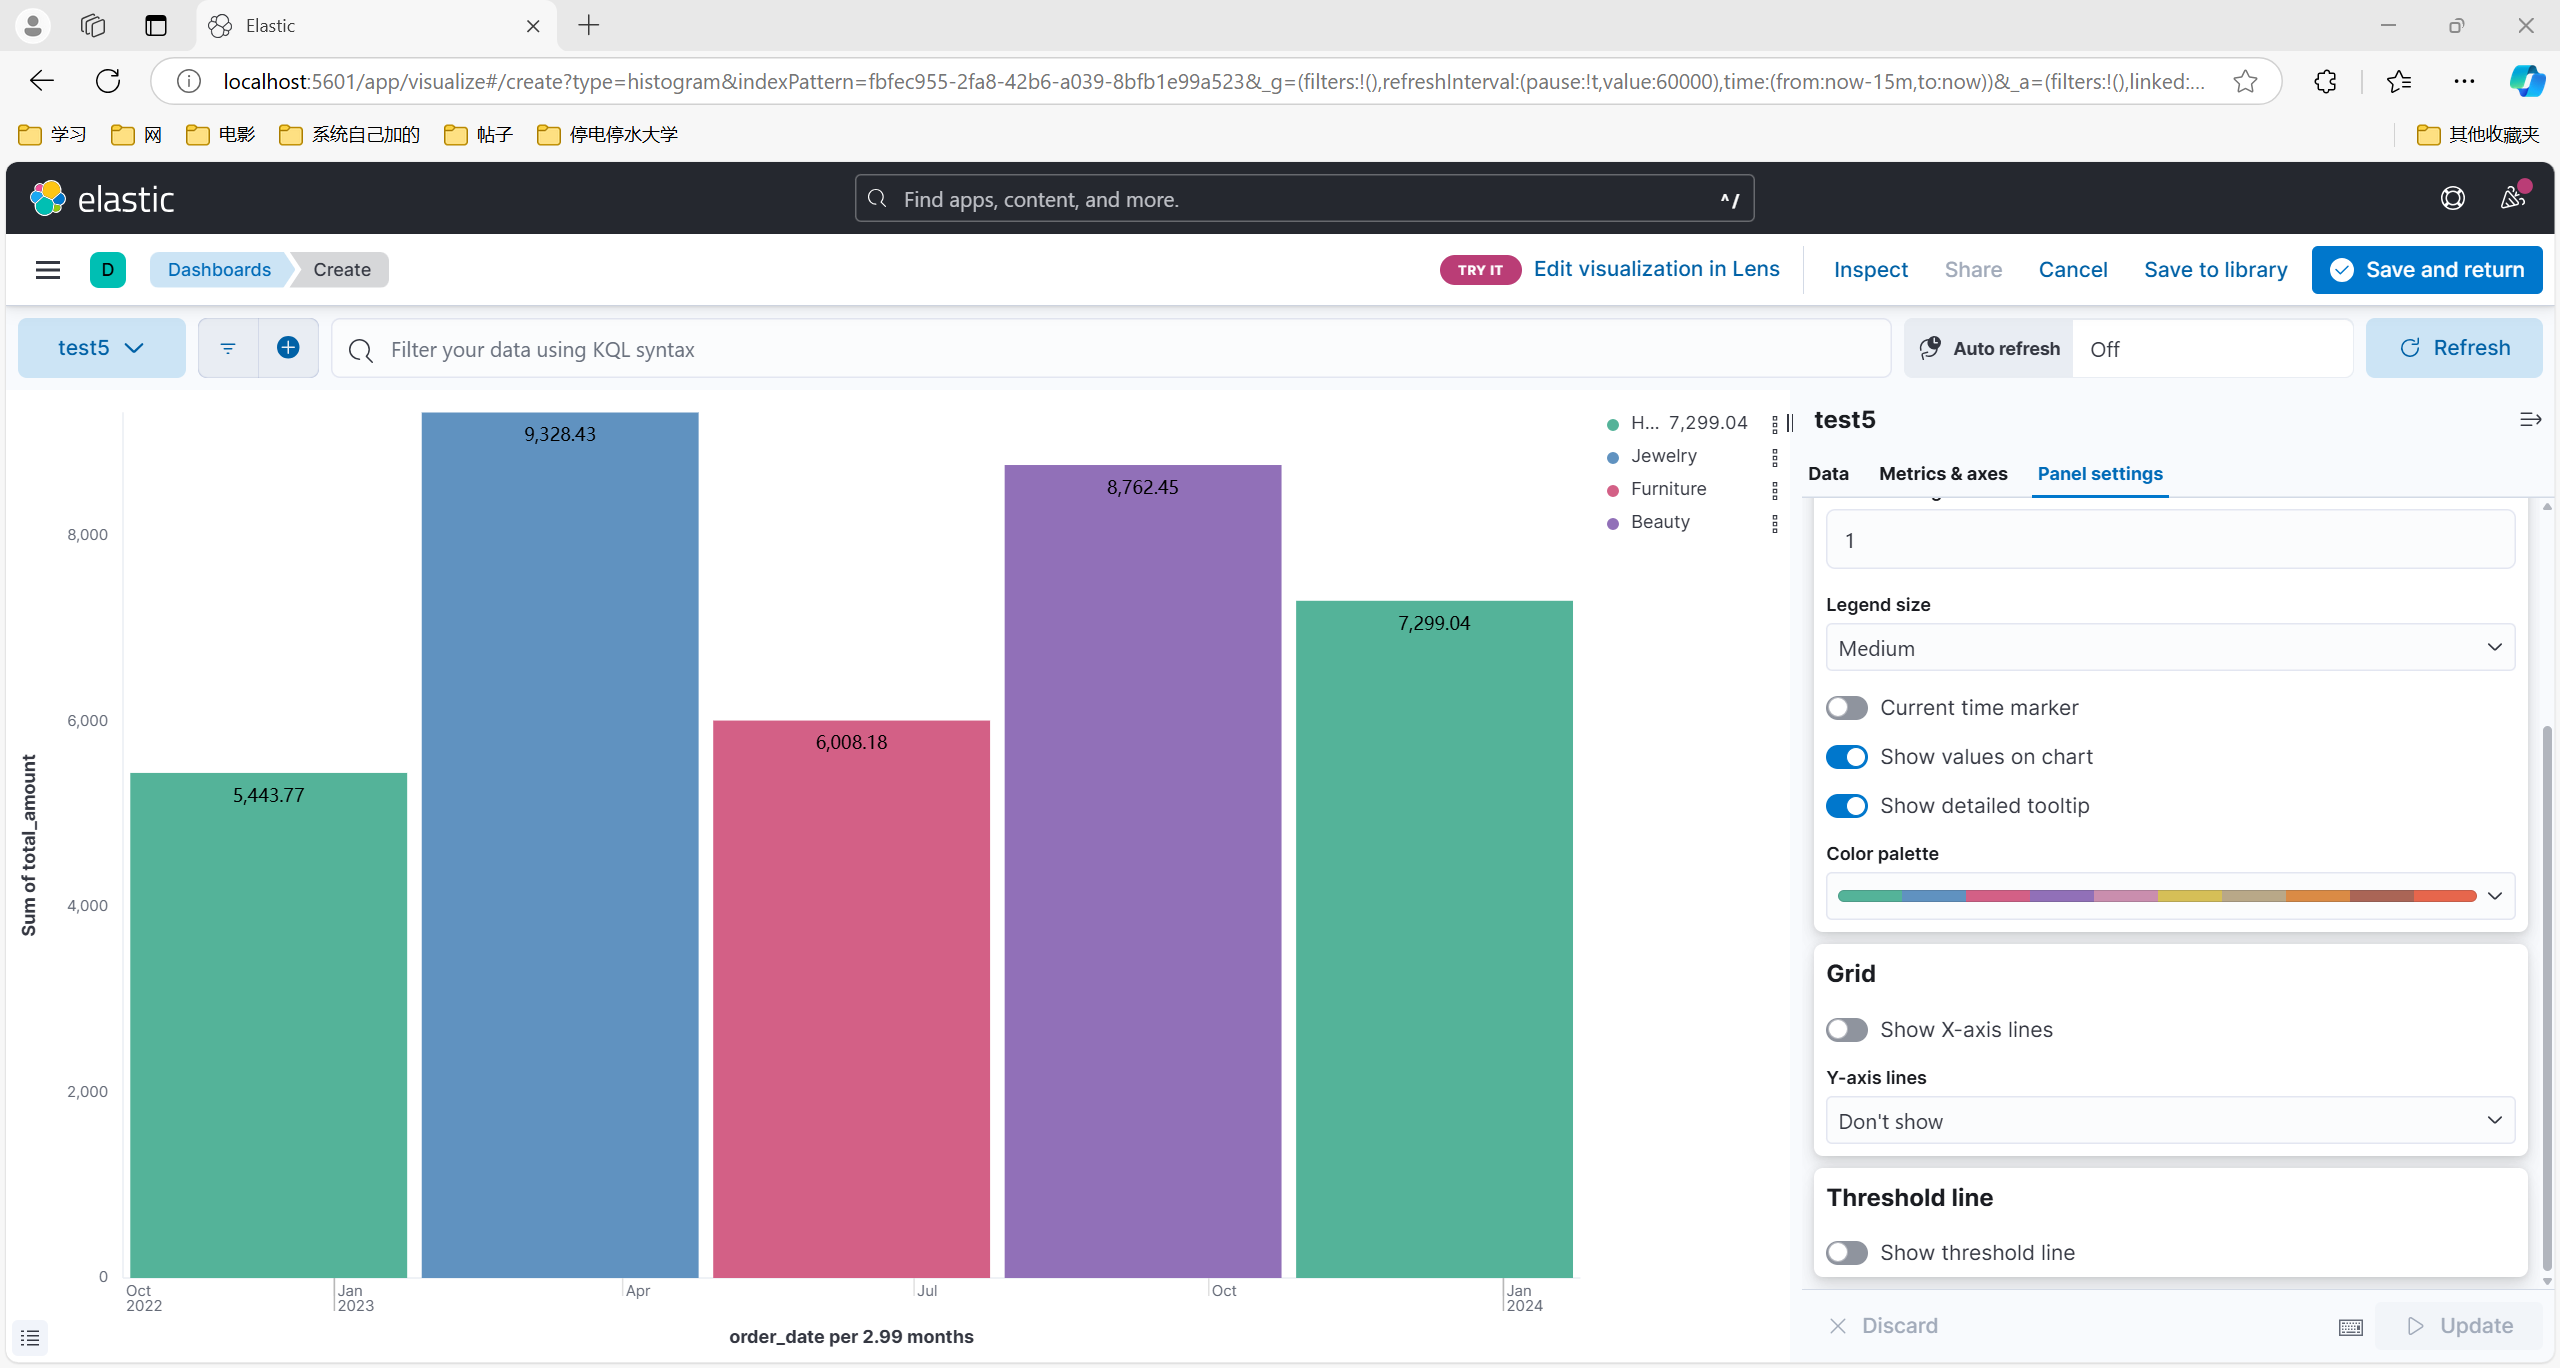 Elastic
localhost:5601/app/visualize#/create?type=histogram&indexPattern=fbfec955-2fa8-42b6-a039-8bfb1e99a523&_g=(filters:!(),refreshInterval:(pause:!t,value:60000),time:(from:now-15m,to:now))&_a=(filters:!(),linked:...
学习 网 电影 系统自己加的 帖子 停电停水大学 其他收藏夹
elastic Find apps, content, and more. ^/
D Dashboards Create TRY IT Edit visualization in Lens Inspect Share Cancel Save to library Save and return
test5 Filter your data using KQL syntax Auto refresh Off Refresh
Sum of total_amount
8,000
6,000
4,000
2,000
0
5,443.77
9,328.43
6,008.18
8,762.45
7,299.04
Oct
2022
Jan
2023
Apr
Jul
Oct
Jan
2024
order_date per 2.99 months
H... 7,299.04
Jewelry
Furniture
Beauty
test5
Data Metrics & axes Panel settings
1
Legend size
Medium
Current time marker
Show values on chart
Show detailed tooltip
Color palette
Grid
Show X-axis lines
Y-axis lines
Don't show
Threshold line
Show threshold line
Discard Update